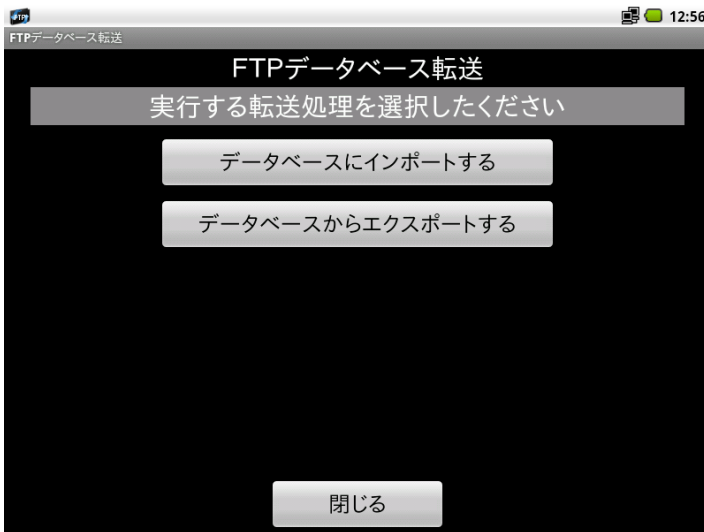 FTP
12:56
FTPデータベース転送
FTPデータベース転送
実行する転送処理を選択したください
データベースにインポートする
データベースからエクスポートする
閉じる